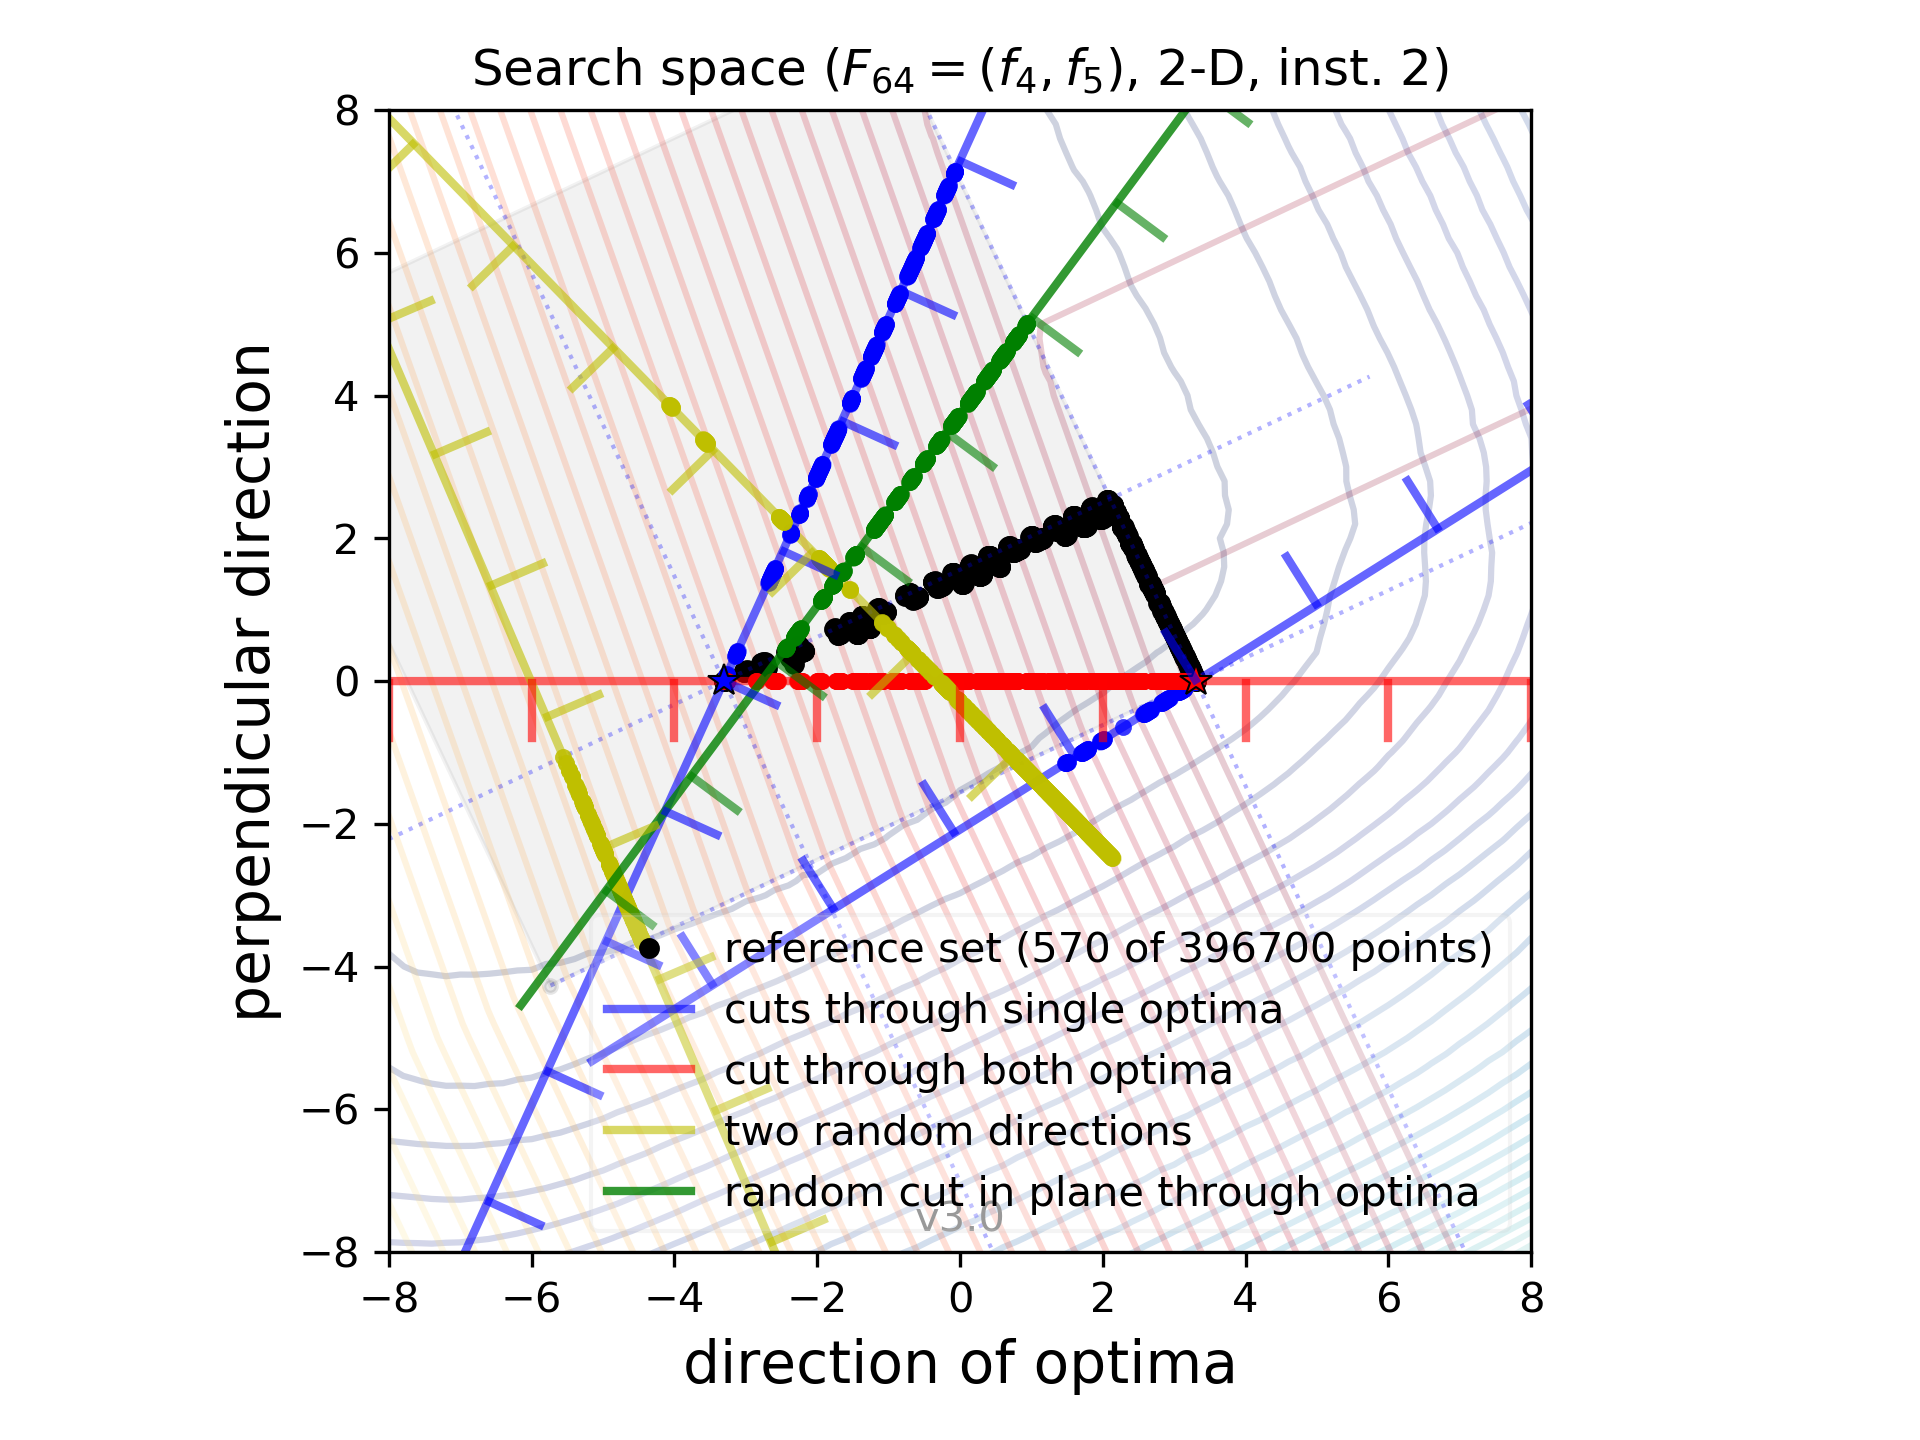 Search space (F64 = (f4, f5), 2-D, inst. 2)
8
6
4
2
0
−2
−4
−6
−8
perpendicular direction
reference set (570 of 396700 points)
cuts through single optima
cut through both optima
two random directions
random cut in plane through optima
v3.0
−8 −6 −4 −2 0 2 4 6 8
direction of optima